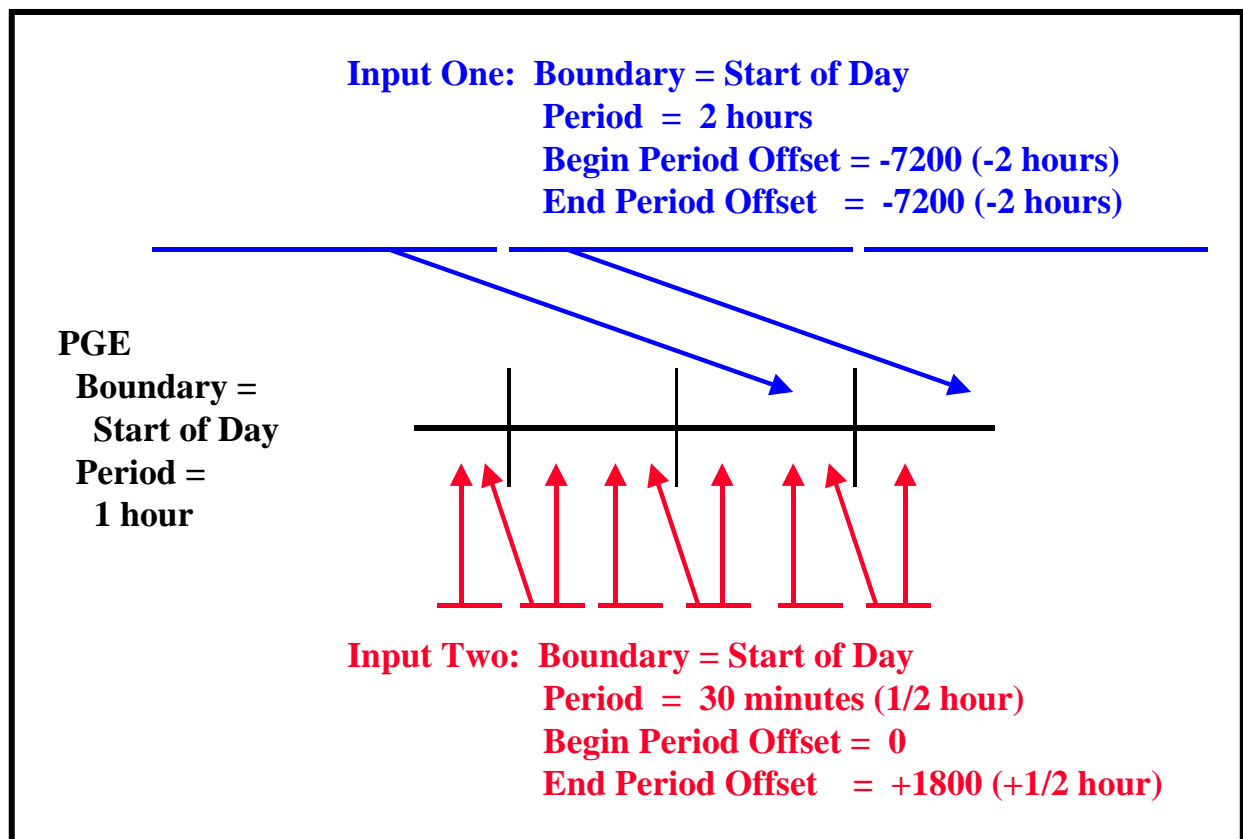 Input One: Boundary = Start of Day
Period = 2 hours
Begin Period Offset = -7200 (-2 hours)
End Period Offset = -7200 (-2 hours)
PGE
Boundary =
Start of Day
Period =
1 hour
Input Two: Boundary = Start of Day
Period = 30 minutes (1/2 hour)
Begin Period Offset = 0
End Period Offset = +1800 (+1/2 hour)